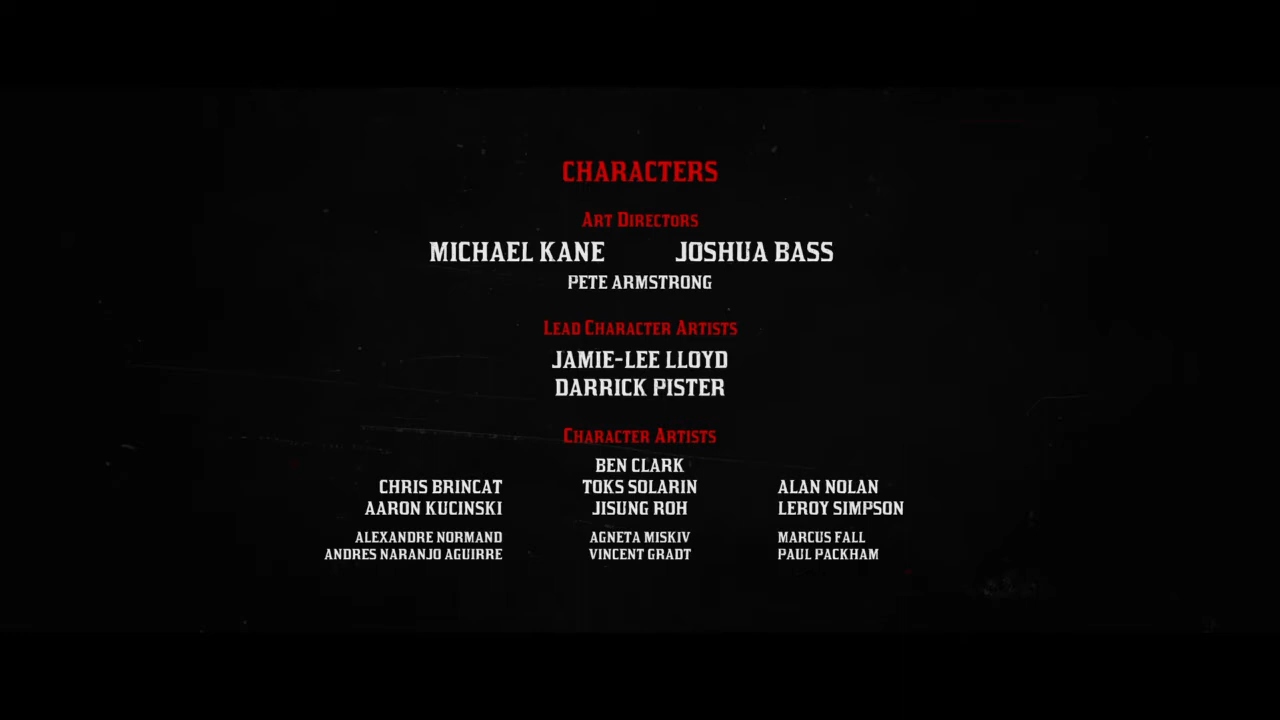 CHARACTERS
ART DIRECTORS
MICHAEL KANE JOSHUA BASS
PETE ARMSTRONG
LEAD CHARACTER ARTISTS
JAMIE-LEE LLOYD
DARRICK PISTER
CHARACTER ARTISTS
BEN CLARK
CHRIS BRINCAT TOKS SOLARIN ALAN NOLAN
AARON KUCINSKI JISUNG ROH LEROY SIMPSON
ALEXANDRE NORMAND AGNETA MISKIV MARCUS FALL
ANDRES NARANJO AGUIRRE VINCENT GRADT PAUL PACKHAM